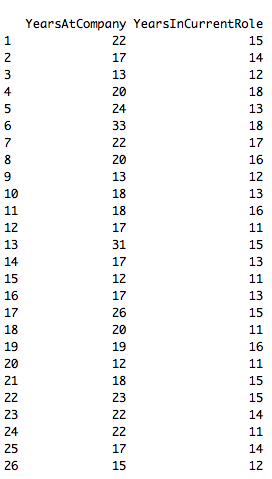 YearsAtCompany YearsInCurrentRole
1 22 15
2 17 14
3 13 12
4 20 18
5 24 13
6 33 18
7 22 17
8 20 16
9 13 12
10 18 13
11 18 16
12 17 11
13 31 15
14 17 13
15 12 11
16 17 13
17 26 15
18 20 11
19 19 16
20 12 11
21 18 15
22 23 15
23 22 14
24 22 11
25 17 14
26 15 12